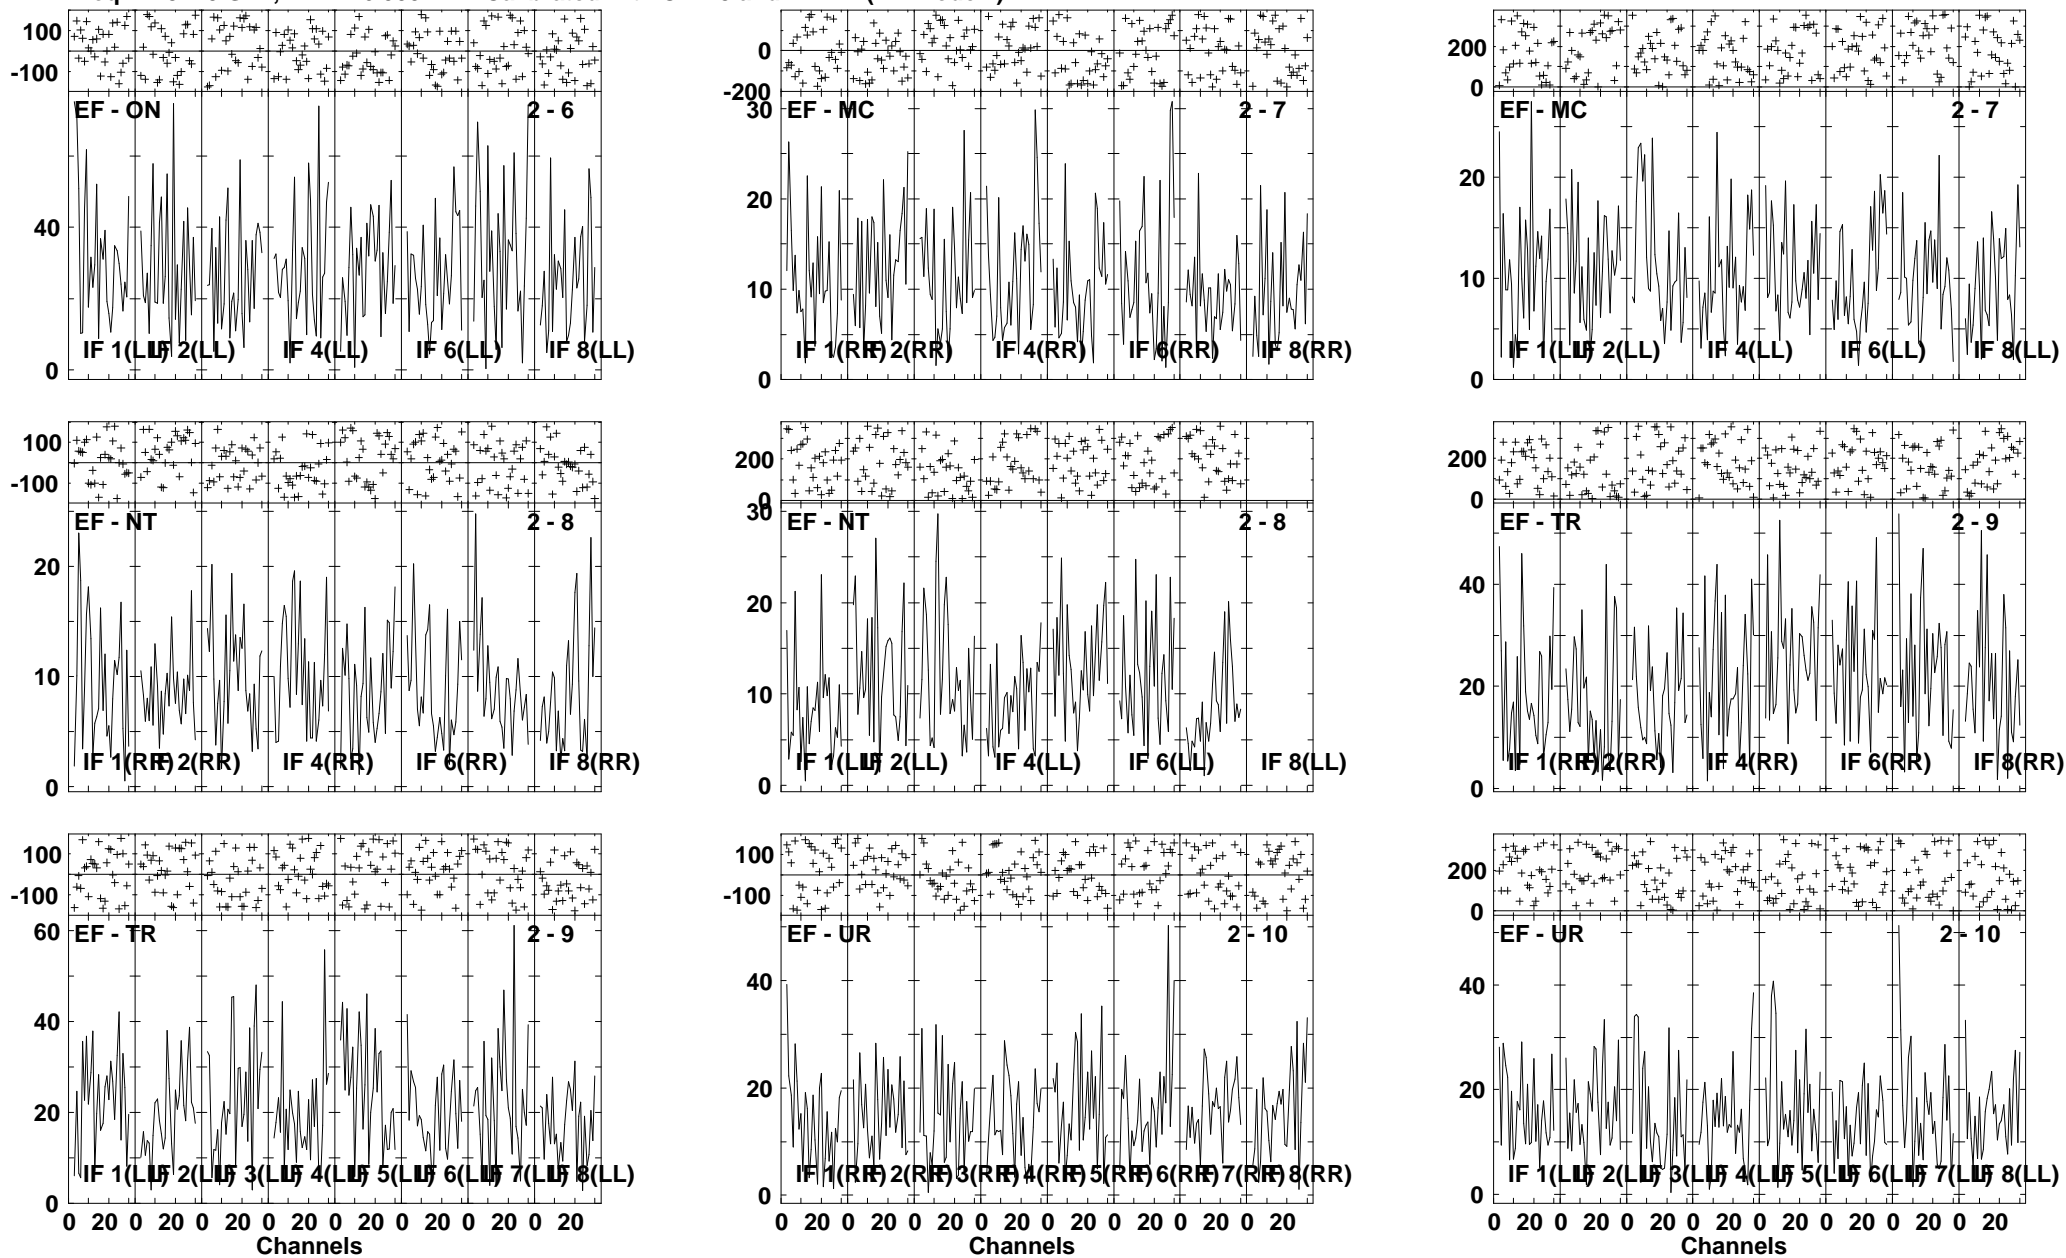 100
-100
EF - ON 2 - 6
40
0
IF 1(LL) IF 2(LL) IF 4(LL) IF 6(LL) IF 8(LL)
0
-200
30
EF - MC 2 - 7
20
10
0
IF 1(RR) IF 2(RR) IF 4(RR) IF 6(RR) IF 8(RR)
200
0
EF - MC 2 - 7
20
10
0
IF 1(LL) IF 2(LL) IF 4(LL) IF 6(LL) IF 8(LL)
100
-100
EF - NT 2 - 8
20
10
0
IF 1(RR) IF 2(RR) IF 4(RR) IF 6(RR) IF 8(RR)
200
0
30
EF - NT 2 - 8
20
10
0
IF 1(LL) IF 2(LL) IF 4(LL) IF 6(LL) IF 8(LL)
200
0
EF - TR 2 - 9
40
20
0
IF 1(RR) IF 2(RR) IF 4(RR) IF 6(RR) IF 8(RR)
100
-100
60
EF - TR 2 - 9
40
20
0
IF 1(LL) IF 2(LL) IF 3(LL) IF 4(LL) IF 5(LL) IF 6(LL) IF 7(LL) IF 8(LL)
0 20 0 20 0 20 0 20 0 20 0 20 0 20 0 20
Channels
100
-100
EF - UR 2 - 10
40
20
0
IF 1(RR) IF 2(RR) IF 3(RR) IF 4(RR) IF 5(RR) IF 6(RR) IF 7(RR) IF 8(RR)
0 20 0 20 0 20 0 20 0 20 0 20 0 20 0 20
200
0
EF - UR 2 - 10
40
20
0
IF 1(LL) IF 2(LL) IF 3(LL) IF 4(LL) IF 5(LL) IF 6(LL) IF 7(LL) IF 8(LL)
0 20 0 20 0 20 0 20 0 20 0 20 0 20 0 20
Channels